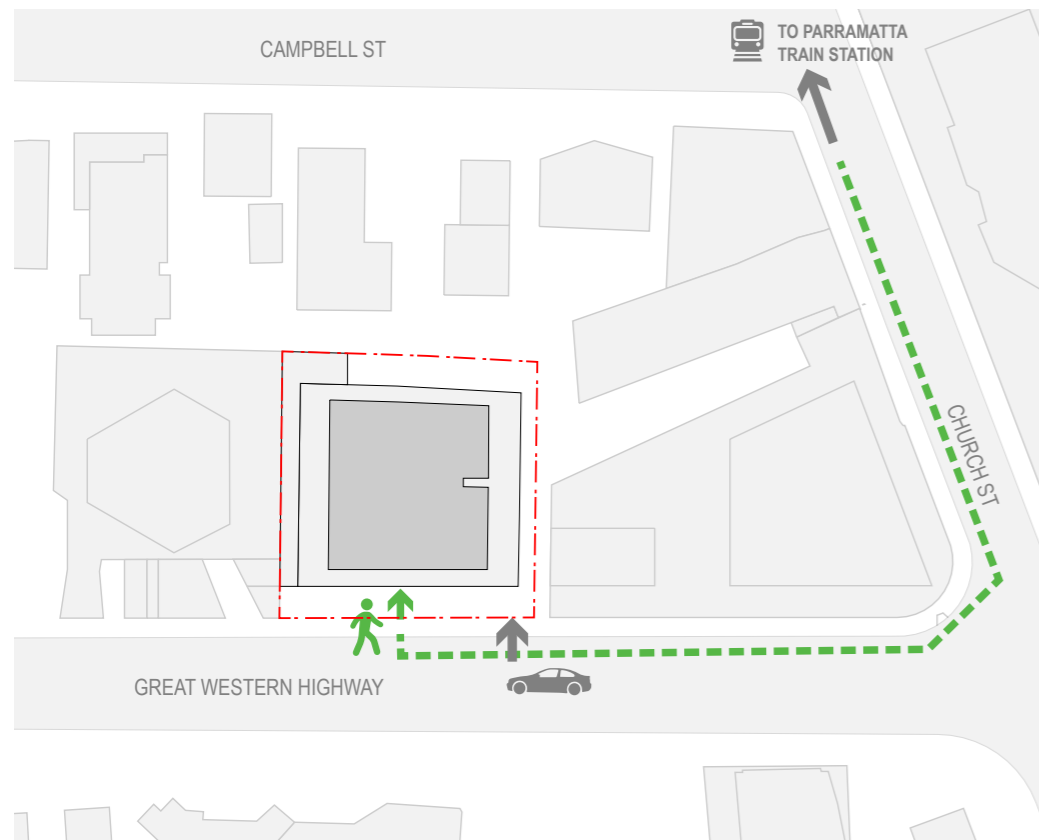 CAMPBELL ST
TO PARRAMATTA
TRAIN STATION
CHURCH ST
GREAT WESTERN HIGHWAY